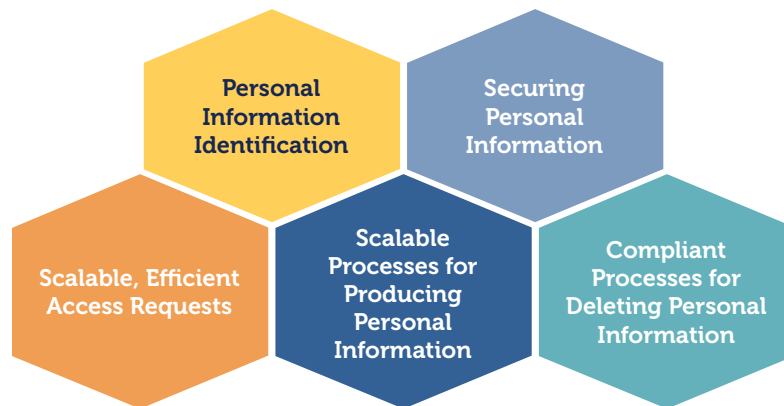 Personal
Information
Identification
Securing
Personal
Information
Scalable, Efficient
Access Requests
Scalable
Processes for
Producing
Personal
Information
Compliant
Processes for
Deleting Personal
Information